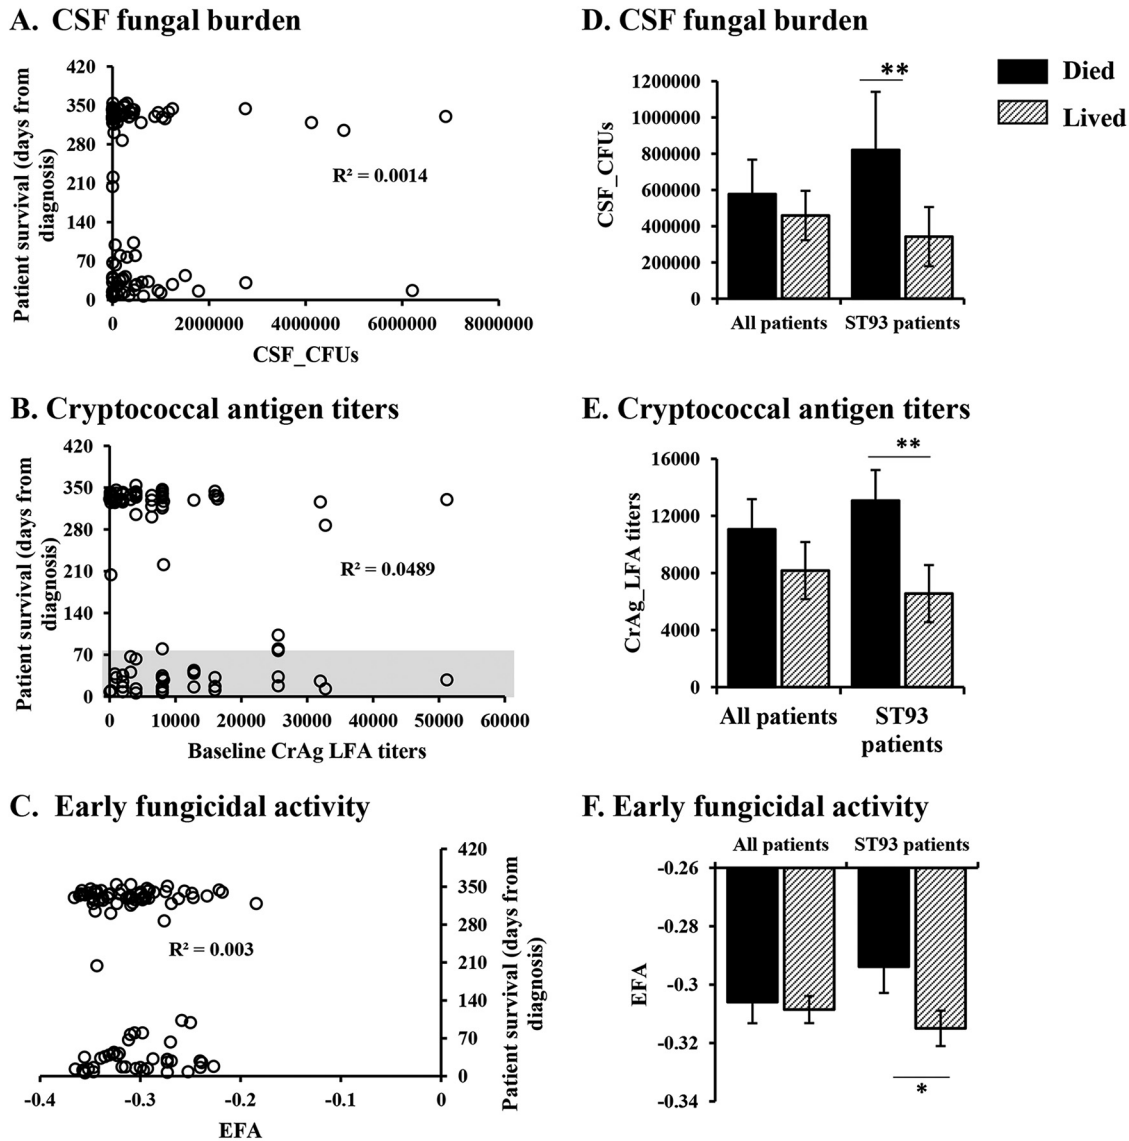 A. CSF fungal burden
Patient survival (days from
diagnosis)
420
350
280
210
140
70
0
R² = 0.0014
0 2000000 4000000 6000000 8000000
CSF_CFUs
D. CSF fungal burden
Died
Lived
CSF_CFUs
1200000
1000000
800000
600000
400000
200000
0
**
All patients ST93 patients
B. Cryptococcal antigen titers
Patient survival (days from
diagnosis)
420
350
280
210
140
70
0
R² = 0.0489
0 10000 20000 30000 40000 50000 60000
Baseline CrAg LFA titers
E. Cryptococcal antigen titers
CrAg_LFA titers
16000
12000
8000
4000
0
**
All patients ST93
patients
C. Early fungicidal activity
420
350
280
210
140
70
0
Patient survival (days from
diagnosis)
R² = 0.003
-0.4 -0.3 -0.2 -0.1 0
EFA
F. Early fungicidal activity
All patients ST93 patients
EFA
-0.26
-0.28
-0.3
-0.32
-0.34
*